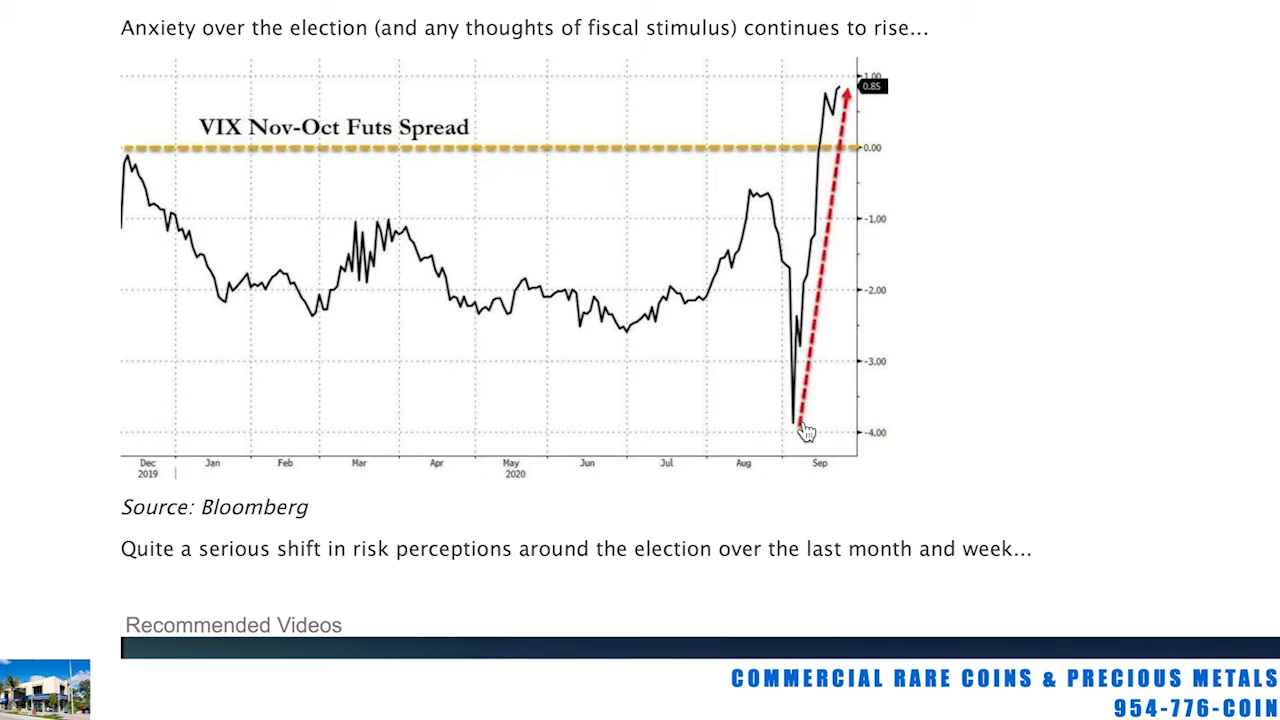 Anxiety over the election (and any thoughts of fiscal stimulus) continues to rise...
1.00
0.85
VIX Nov-Oct Futs Spread
0.00
-1.00
-2.00
-3.00
-4.00
Dec Jan Feb Mar Apr May Jun Jul Aug Sep
2019 2020
Source: Bloomberg
Quite a serious shift in risk perceptions around the election over the last month and week...
Recommended Videos
COMMERCIAL RARE COINS & PRECIOUS METALS
954-776-COIN